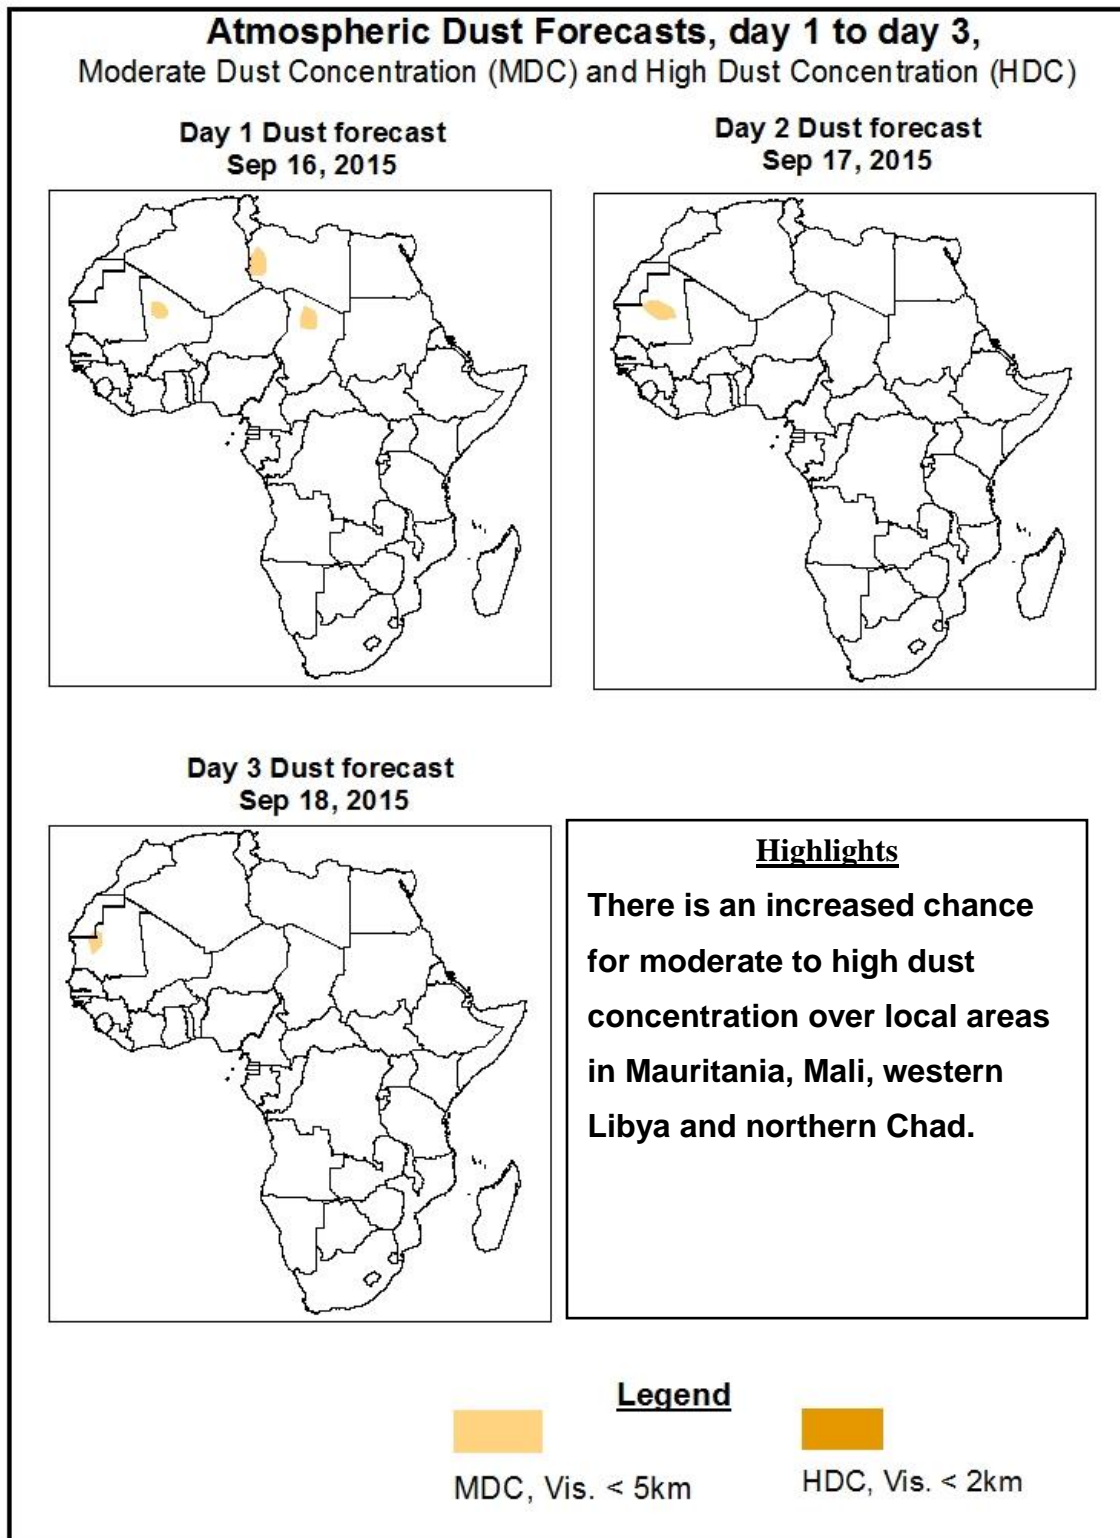 Atmospheric Dust Forecasts, day 1 to day 3,
Moderate Dust Concentration (MDC) and High Dust Concentration (HDC)
Day 1 Dust forecast
Sep 16, 2015
Day 2 Dust forecast
Sep 17, 2015
Day 3 Dust forecast
Sep 18, 2015
Highlights
There is an increased chance
for moderate to high dust
concentration over local areas
in Mauritania, Mali, western
Libya and northern Chad.
Legend
MDC, Vis. < 5km
HDC, Vis. < 2km